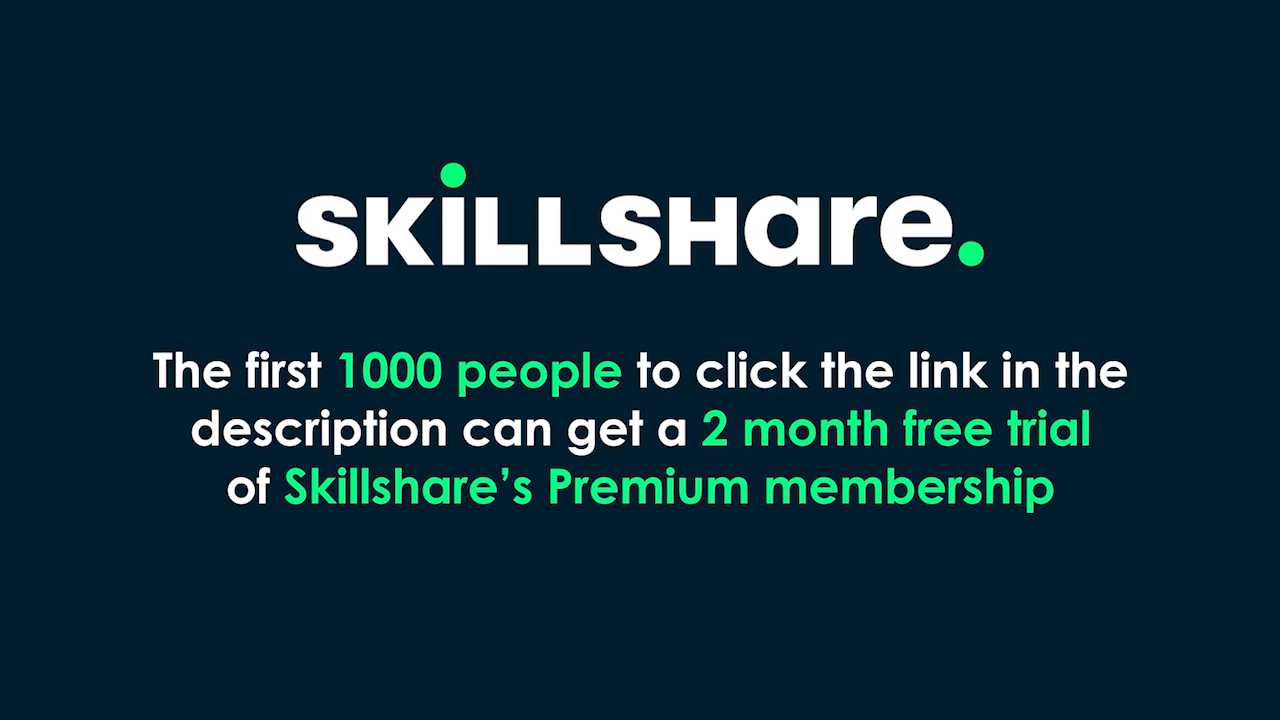 SKiLLSHare.
The first 1000 people to click the link in the
description can get a 2 month free trial
of Skillshare’s Premium membership